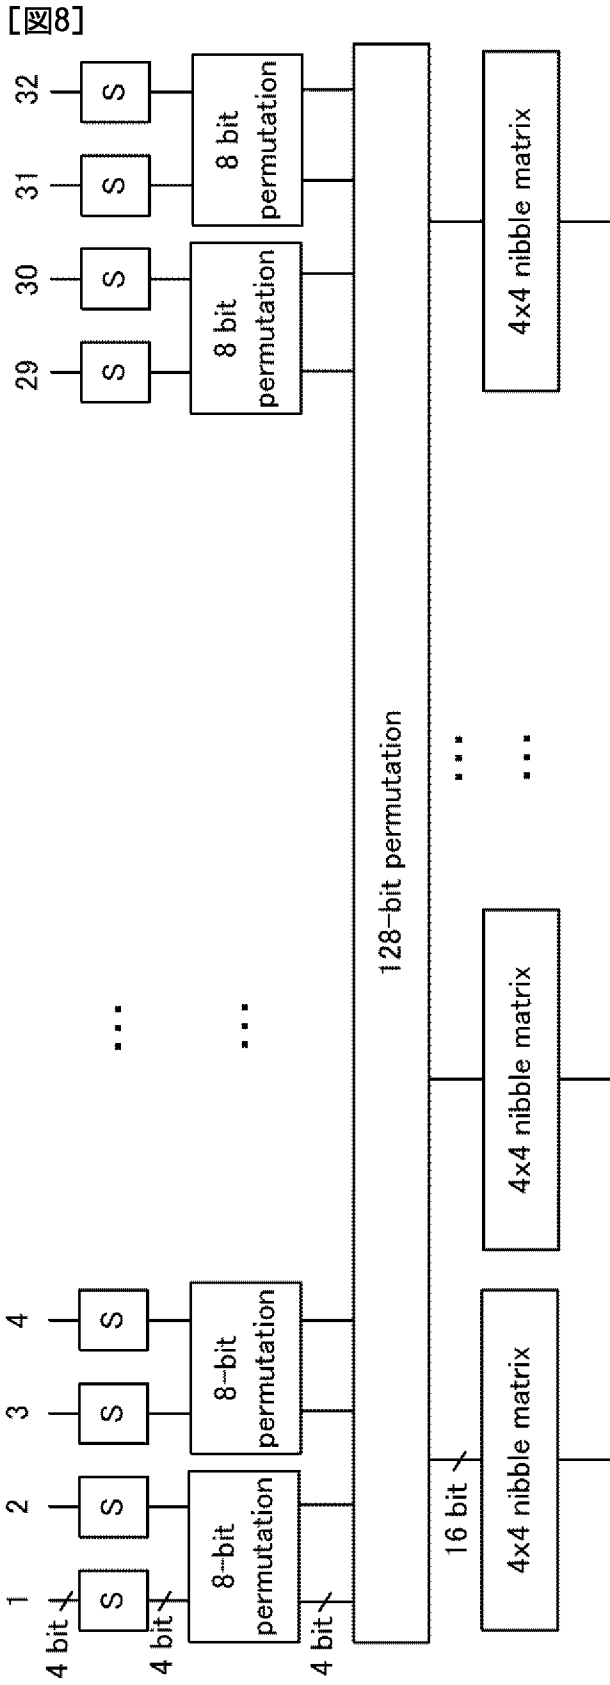 [図8]
1 2 3 4 29 30 31 32
4 bit
S S S S ... S S S S
4 bit
8-bit
permutation
8-bit
permutation
...
8 bit
permutation
8 bit
permutation
4 bit
128-bit permutation
16 bit
...
4x4 nibble matrix
4x4 nibble matrix
...
4x4 nibble matrix